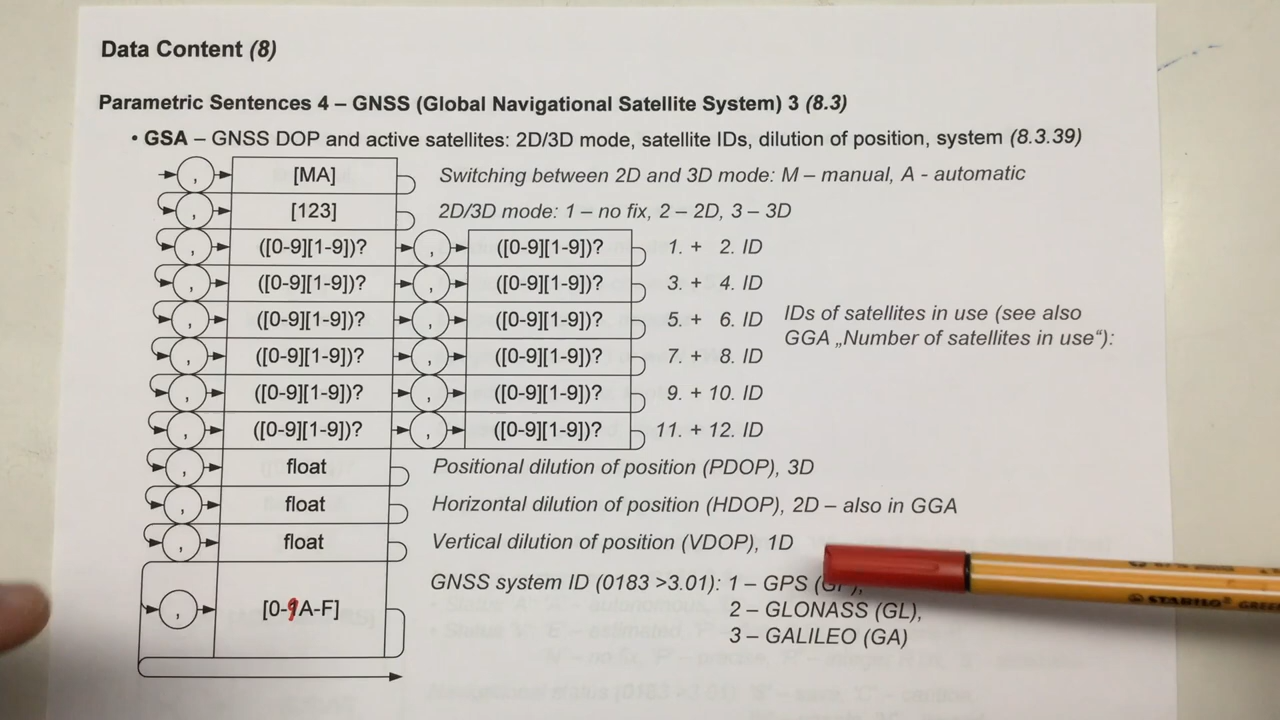 Data Content (8)
Parametric Sentences 4 – GNSS (Global Navigational Satellite System) 3 (8.3)
• GSA – GNSS DOP and active satellites: 2D/3D mode, satellite IDs, dilution of position, system (8.3.39)
, [MA] Switching between 2D and 3D mode: M – manual, A - automatic
, [123] 2D/3D mode: 1 – no fix, 2 – 2D, 3 – 3D
, ([0-9][1-9])? , ([0-9][1-9])? 1. + 2. ID
, ([0-9][1-9])? , ([0-9][1-9])? 3. + 4. ID
, ([0-9][1-9])? , ([0-9][1-9])? 5. + 6. ID
IDs of satellites in use (see also
GGA „Number of satellites in use“):
, ([0-9][1-9])? , ([0-9][1-9])? 7. + 8. ID
, ([0-9][1-9])? , ([0-9][1-9])? 9. + 10. ID
, ([0-9][1-9])? , ([0-9][1-9])? 11. + 12. ID
, float Positional dilution of position (PDOP), 3D
, float Horizontal dilution of position (HDOP), 2D – also in GGA
, float Vertical dilution of position (VDOP), 1D
GNSS system ID (0183 >3.01): 1 – GPS
, [0-9A-F] 2 – GLONASS (GL),
3 – GALILEO (GA)
STABILO